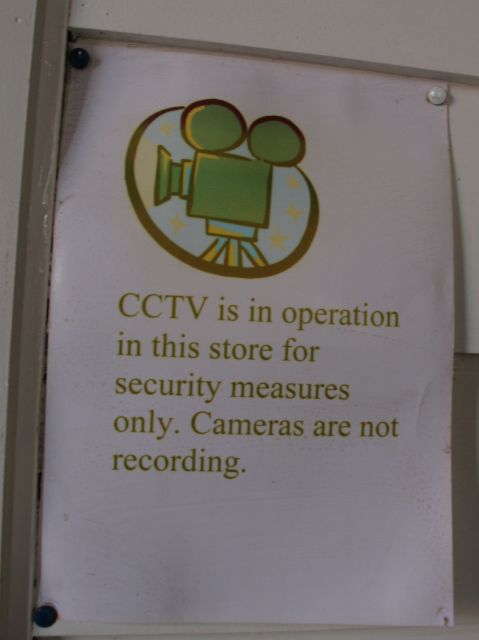 CCTV is in operation
in this store for
security measures
only. Cameras are not
recording.